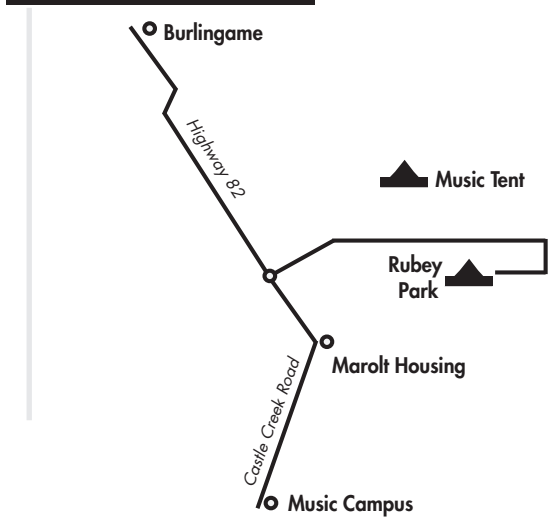 Burlingame
Highway 82
Music Tent
Rubey
Park
Marolt Housing
Castle Creek Road
Music Campus